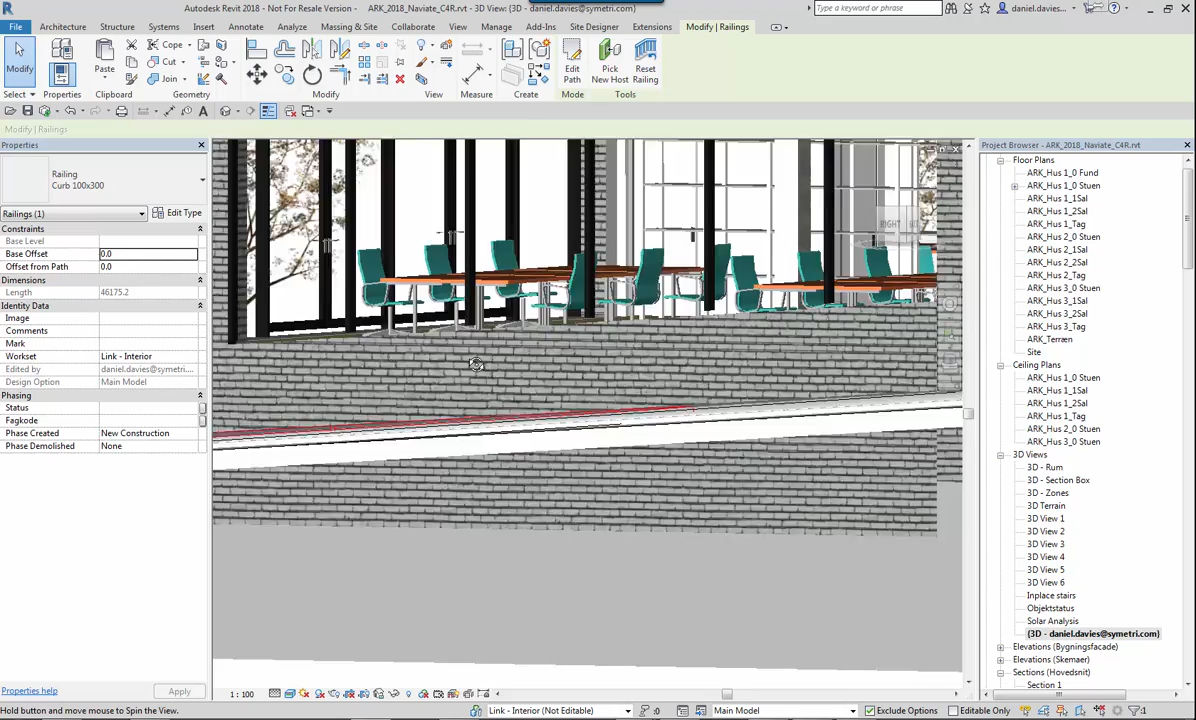 Autodesk Revit 2018 - Not For Resale Version - ARK_2018_Naviate_C4R.rvt - 3D View: {3D - daniel.davies@symetri.com}
Type a keyword or phrase
daniel.davies...
File Architecture Structure Systems Insert Annotate Analyze Massing & Site Collaborate View Manage Add-Ins Site Designer Extensions Modify | Railings
Modify
Properties
Paste
Cope
Cut
Join
Edit Path
Pick New Host
Reset Railing
Select Properties Clipboard Geometry Modify View Measure Create Mode Tools
Modify | Railings
Properties
Railing
Curb 100x300
Railings (1)
Edit Type
Constraints
Base Level
Base Offset 0.0
Offset from Path 0.0
Dimensions
Length 46175.2
Identity Data
Image
Comments
Mark
Workset Link - Interior
Edited by daniel.davies@symetri....
Design Option Main Model
Phasing
Status
Fagkode
Phase Created New Construction
Phase Demolished None
Properties help
Apply
RIGHT
Project Browser - ARK_2018_Naviate_C4R.rvt
Floor Plans
ARK_Hus 1_0 Fund
ARK_Hus 1_0 Stuen
ARK_Hus 1_1Sal
ARK_Hus 1_2Sal
ARK_Hus 1_Tag
ARK_Hus 2_0 Stuen
ARK_Hus 2_1Sal
ARK_Hus 2_2Sal
ARK_Hus 2_Tag
ARK_Hus 3_0 Stuen
ARK_Hus 3_1Sal
ARK_Hus 3_2Sal
ARK_Hus 3_Tag
ARK_Terræn
Site
Ceiling Plans
ARK_Hus 1_0 Stuen
ARK_Hus 1_1Sal
ARK_Hus 1_2Sal
ARK_Hus 1_Tag
ARK_Hus 2_0 Stuen
ARK_Hus 3_0 Stuen
3D Views
3D - Rum
3D - Section Box
3D - Zones
3D Terrain
3D View 1
3D View 2
3D View 3
3D View 4
3D View 5
3D View 6
Inplace stairs
Objektstatus
Solar Analysis
{3D - daniel.davies@symetri.com}
Elevations (Bygningsfacade)
Elevations (Skemaer)
Sections (Hovedsnit)
Section 1
1 : 100
Hold button and move mouse to Spin the View.
Link - Interior (Not Editable)
:0
Main Model
Exclude Options
Editable Only
:1